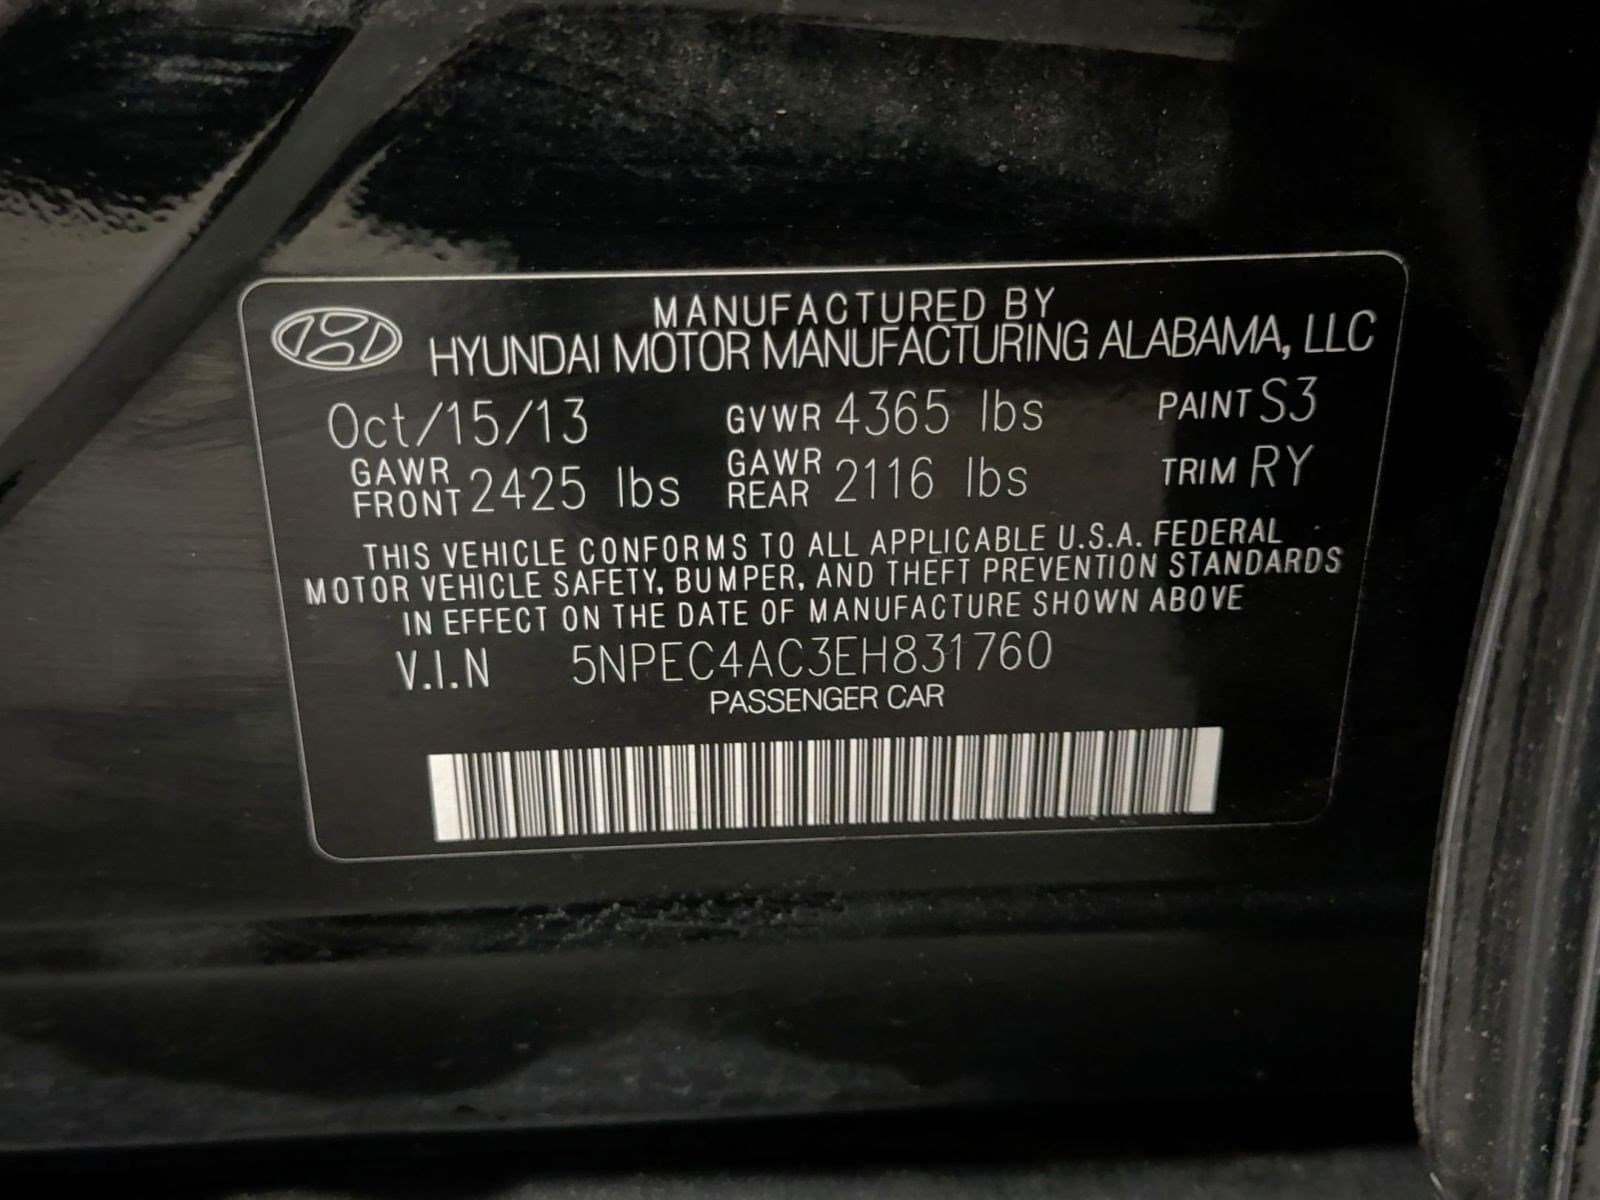 MANUFACTURED BY
HYUNDAI MOTOR MANUFACTURING ALABAMA, LLC
Oct/15/13 GVWR 4365 lbs PAINT S3
GAWR FRONT 2425 lbs GAWR REAR 2116 lbs TRIM RY
THIS VEHICLE CONFORMS TO ALL APPLICABLE U.S.A. FEDERAL
MOTOR VEHICLE SAFETY, BUMPER, AND THEFT PREVENTION STANDARDS
IN EFFECT ON THE DATE OF MANUFACTURE SHOWN ABOVE
V.I.N 5NPEC4AC3EH831760
PASSENGER CAR